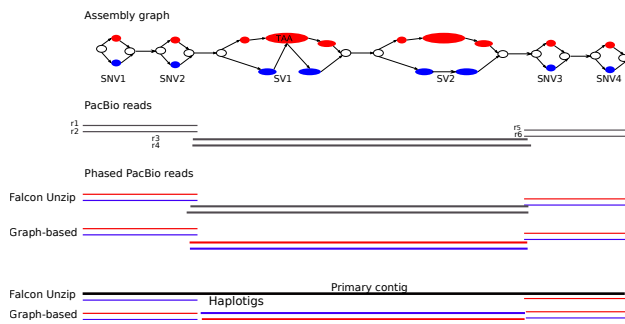 Assembly graph
TAA
SNV1 SNV2 SV1 SV2 SNV3 SNV4
PacBio reads
r1
r2
r3
r4
r5
r6
Phased PacBio reads
Falcon Unzip
Graph-based
Primary contig
Falcon Unzip
Haplotigs
Graph-based